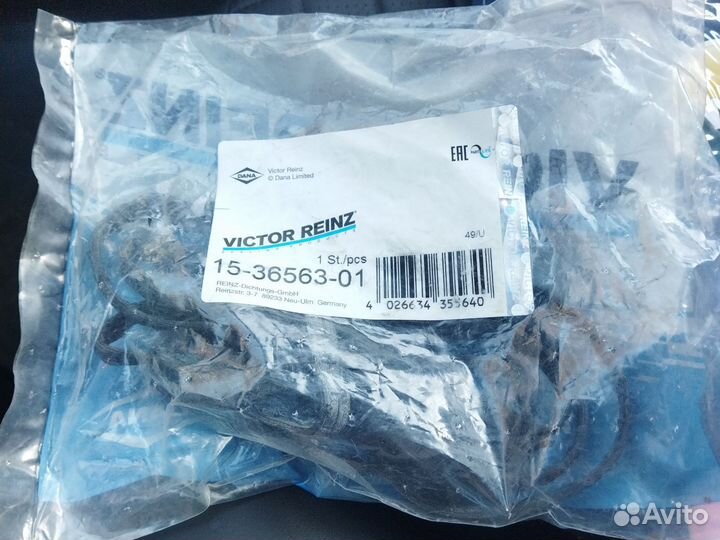 DANA
Victor Reinz
© Dana Limited
EAC
VICTOR REINZ
49/U
1 St./pcs
15-36563-01
REINZ-Dichtungs-GmbH
Reinzstr. 3-7, 89233 Neu-Ulm, Germany
4 026634 355640
Avito